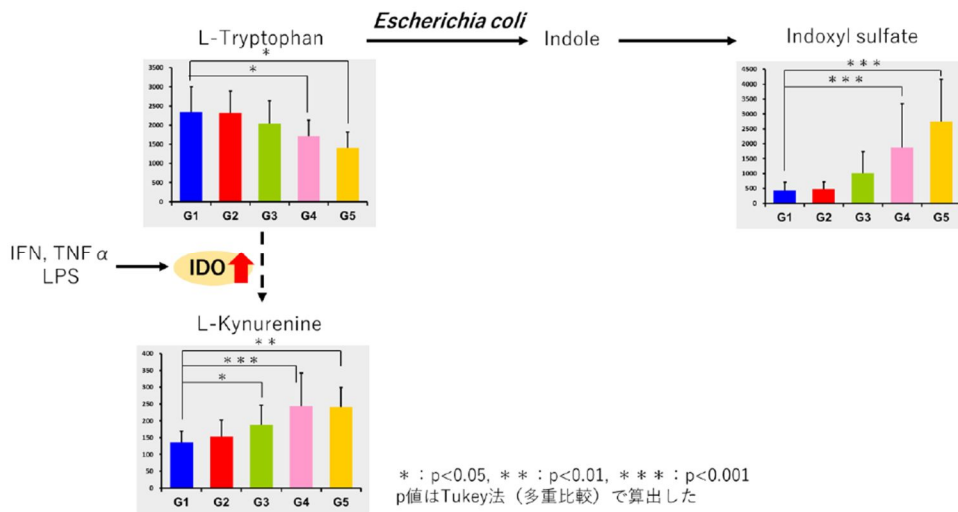 Escherichia coli
L-Tryptophan
Indole
Indoxyl sulfate
*
*
3500
3000
2500
2000
1500
1000
500
0
G1 G2 G3 G4 G5
***
***
4500
4000
3500
3000
2500
2000
1500
1000
500
0
G1 G2 G3 G4 G5
IFN, TNFα
LPS
IDO
L-Kynurenine
**
***
*
400
350
300
250
200
150
100
50
0
G1 G2 G3 G4 G5
*:p<0.05, **:p<0.01, ***:p<0.001
p値はTukey法（多重比較）で算出した